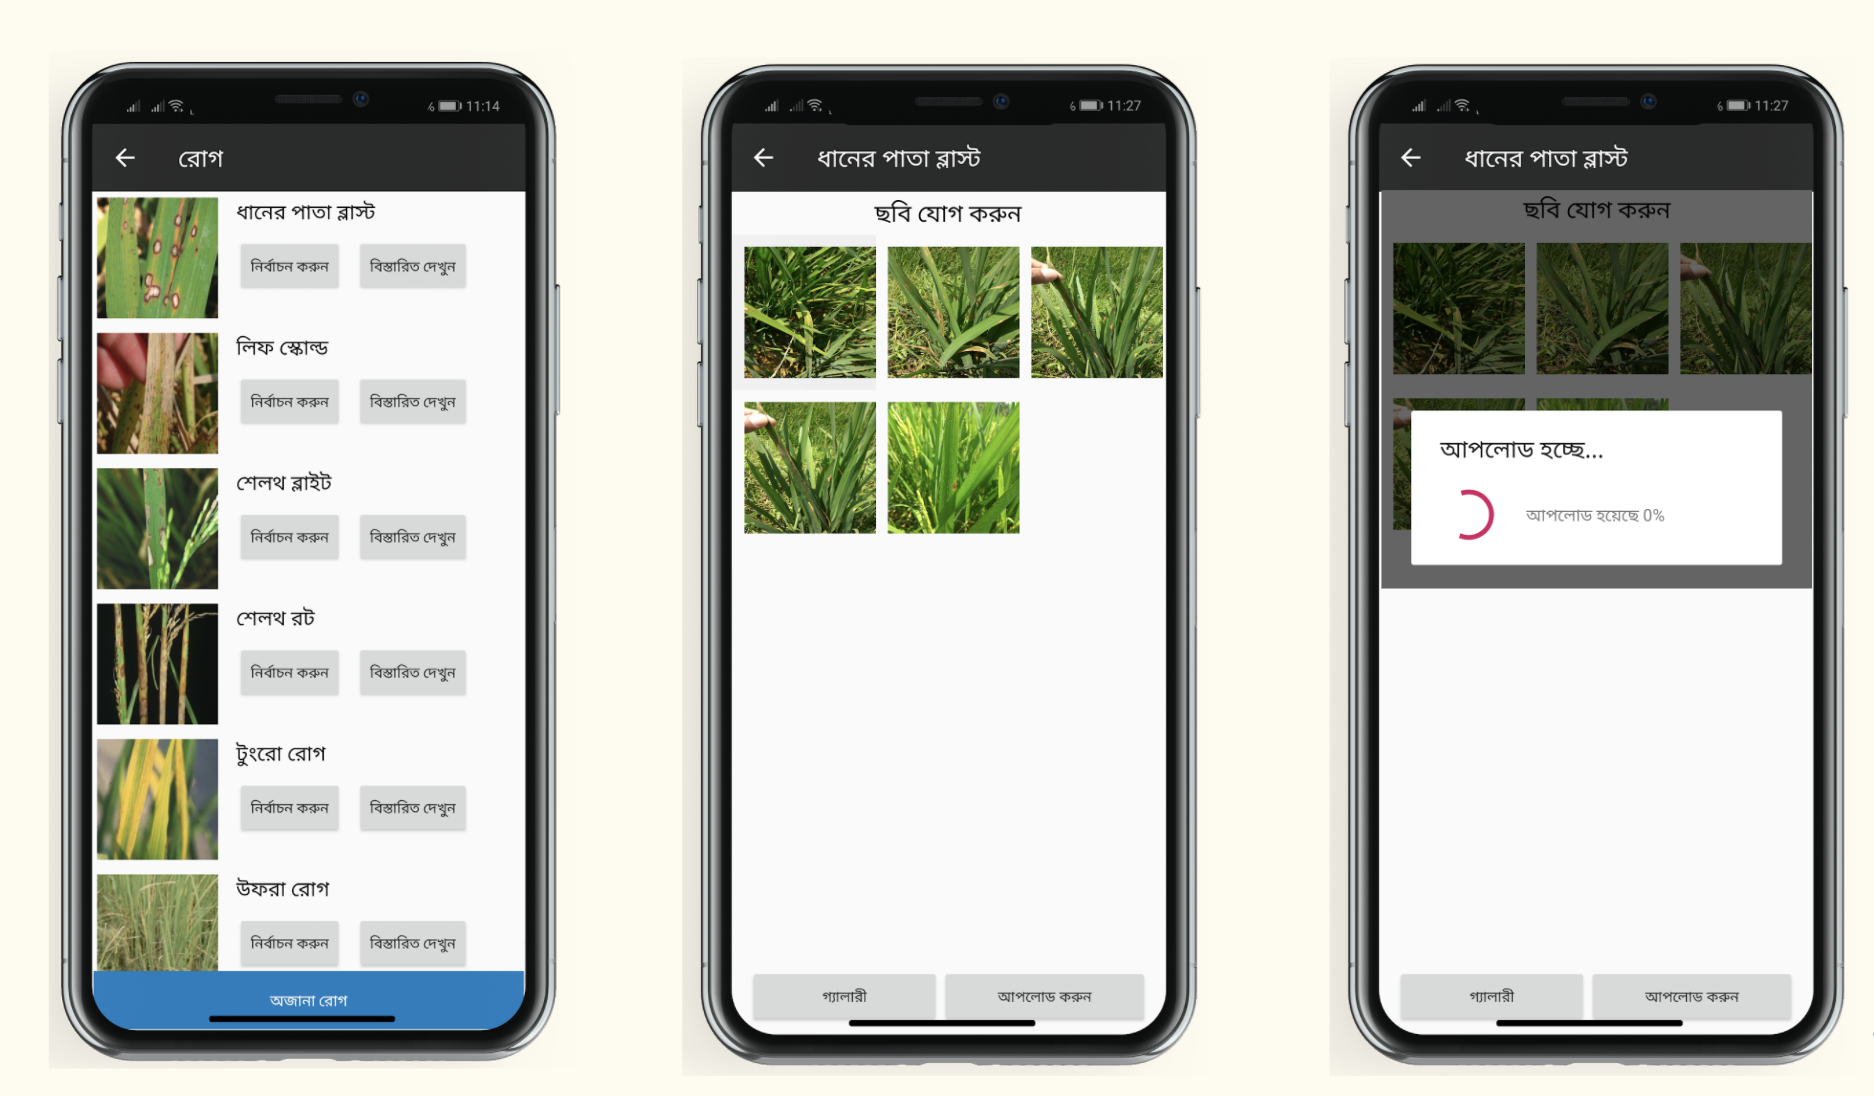 11:14
রোগ
ধানের পাতা ব্লাস্ট
নির্বাচন করুন
বিস্তারিত দেখুন
লিফ স্কোল্ড
নির্বাচন করুন
বিস্তারিত দেখুন
শেলথ ব্লাইট
নির্বাচন করুন
বিস্তারিত দেখুন
শেলথ রট
নির্বাচন করুন
বিস্তারিত দেখুন
টুংরো রোগ
নির্বাচন করুন
বিস্তারিত দেখুন
উফরা রোগ
নির্বাচন করুন
বিস্তারিত দেখুন
অজানা রোগ
11:27
ধানের পাতা ব্লাস্ট
ছবি যোগ করুন
গ্যালারী
আপলোড করুন
11:27
ধানের পাতা ব্লাস্ট
ছবি যোগ করুন
আপলোড হচ্ছে...
আপলোড হয়েছে 0%
গ্যালারী
আপলোড করুন